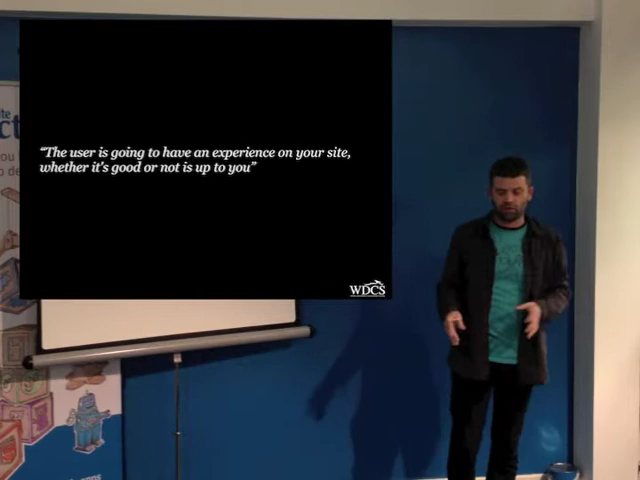 “The user is going to have an experience on your site,
whether it's good or not is up to you”
WDCS